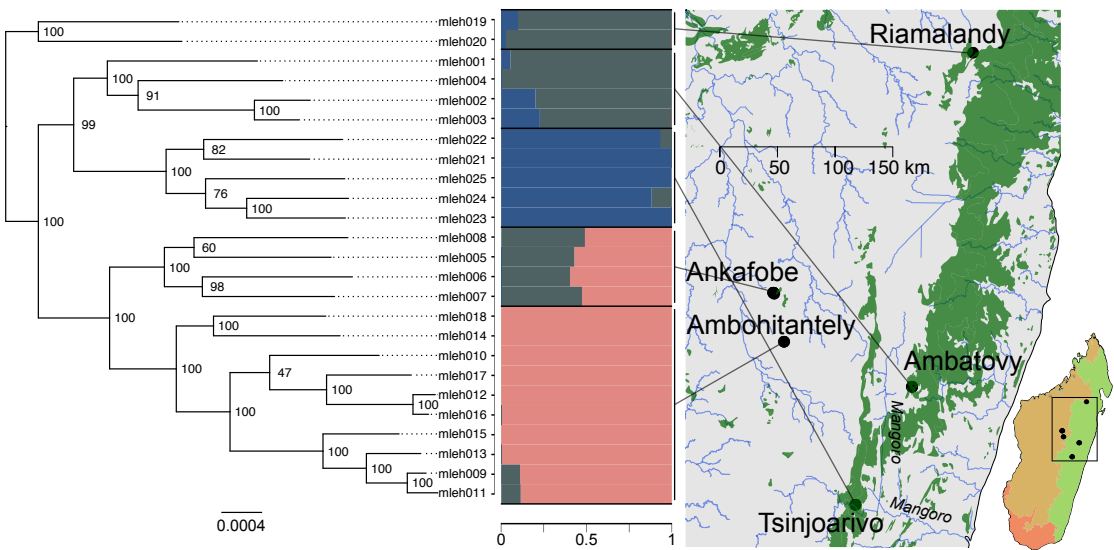 mleh019
mleh020
mleh001
mleh004
mleh002
mleh003
mleh022
mleh021
mleh025
mleh024
mleh023
mleh008
mleh005
mleh006
mleh007
mleh018
mleh014
mleh010
mleh017
mleh012
mleh016
mleh015
mleh013
mleh009
mleh011
100
100
91
100
99
82
100
76
100
100
60
100
98
100
100
100
47
100
100
100
100
100
100
0.0004
0 0.5 1
Riamalandy
0 50 100 150 km
Ankafobe
Ambohitantely
Ambatovy
Mangoro
Mangoro
Tsinjoarivo